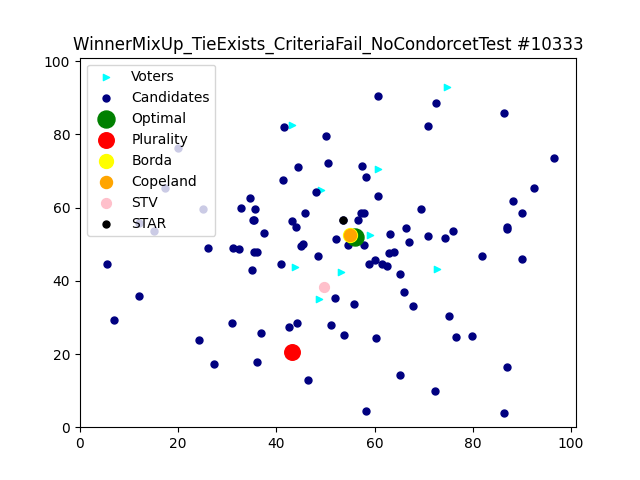 WinnerMixUp_TieExists_CriteriaFail_NoCondorcetTest #10333
100
80
60
40
20
0
Voters
Candidates
Optimal
Plurality
Borda
Copeland
STV
STAR
0 20 40 60 80 100